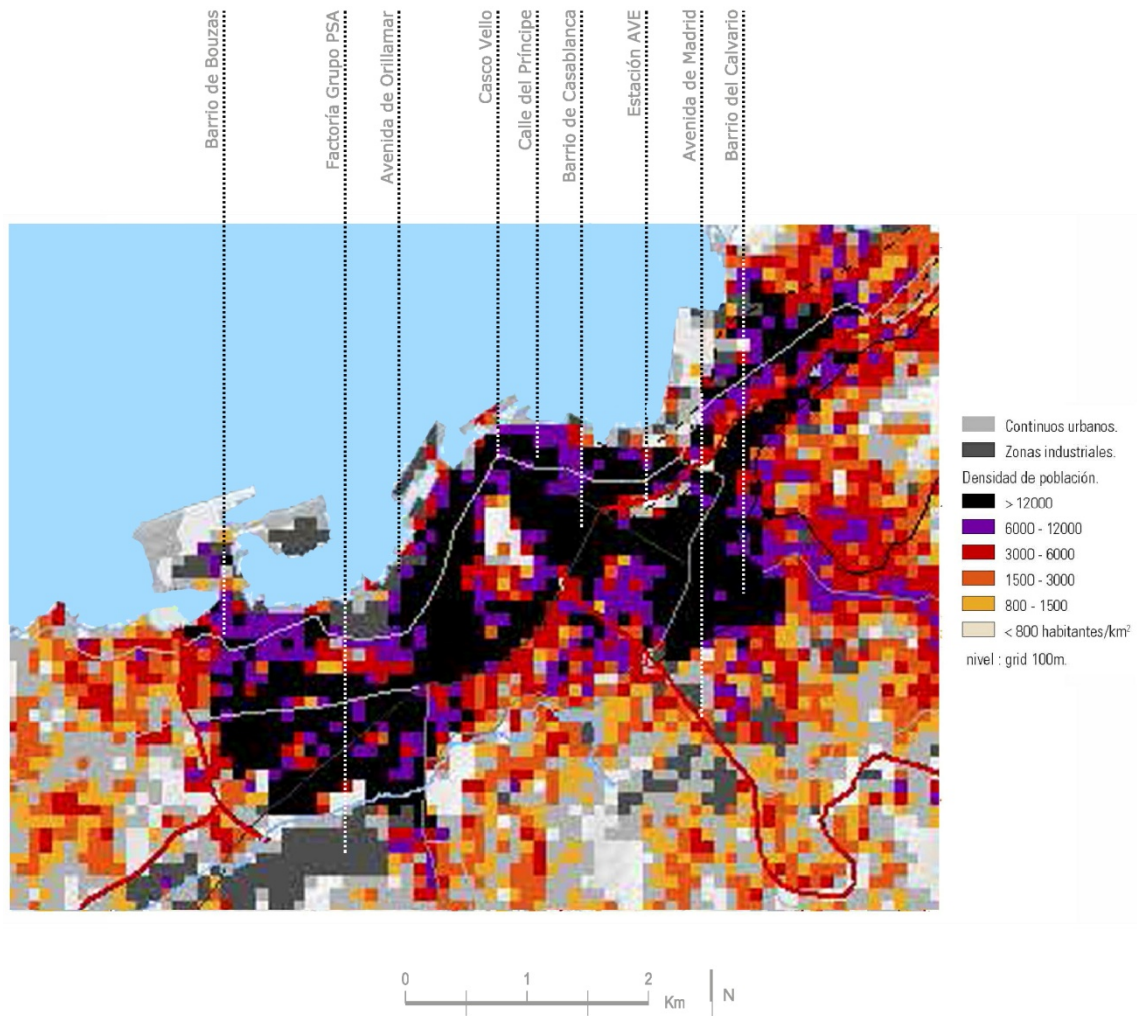 Barrio de Bouzas
Factoría Grupo PSA
Avenida de Orillamar
Casco Vello
Calle del Príncipe
Barrio de Casablanca
Estación AVE
Avenida de Madrid
Barrio del Calvario
Continuos urbanos.
Zonas industriales.
Densidad de población.
> 12000
6000 - 12000
3000 - 6000
1500 - 3000
800 - 1500
< 800 habitantes/km²
nivel : grid 100m.
0 1 2
Km
N